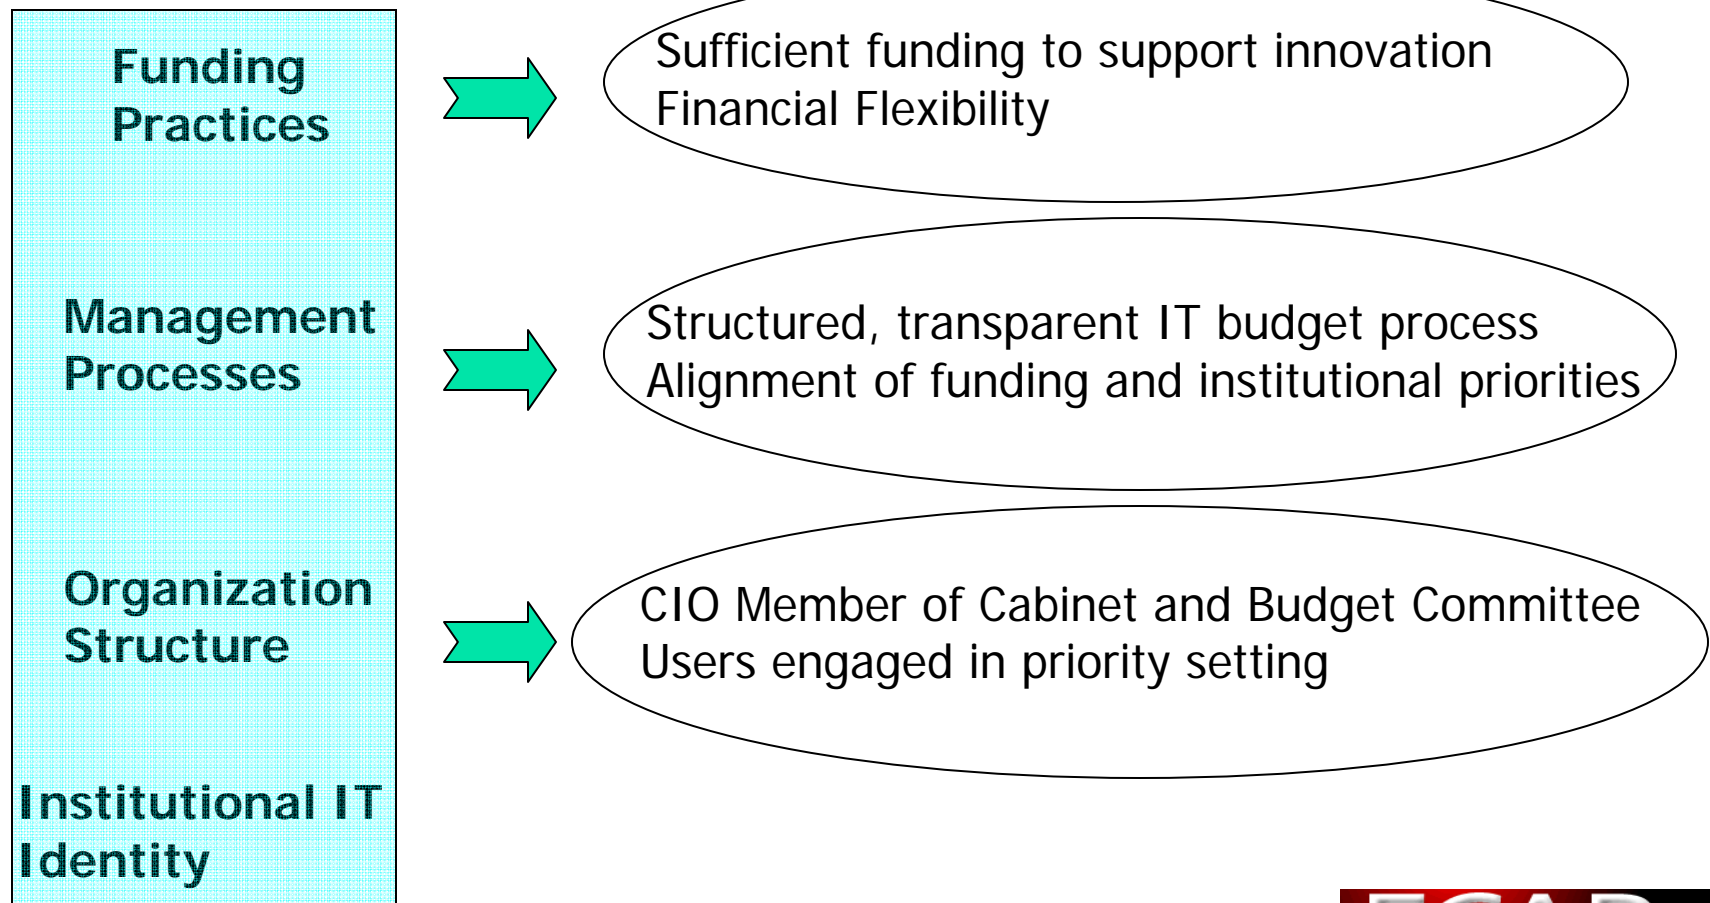 Funding
Practices
Sufficient funding to support innovation
Financial Flexibility
Management
Processes
Structured, transparent IT budget process
Alignment of funding and institutional priorities
Organization
Structure
CIO Member of Cabinet and Budget Committee
Users engaged in priority setting
Institutional IT
Identity